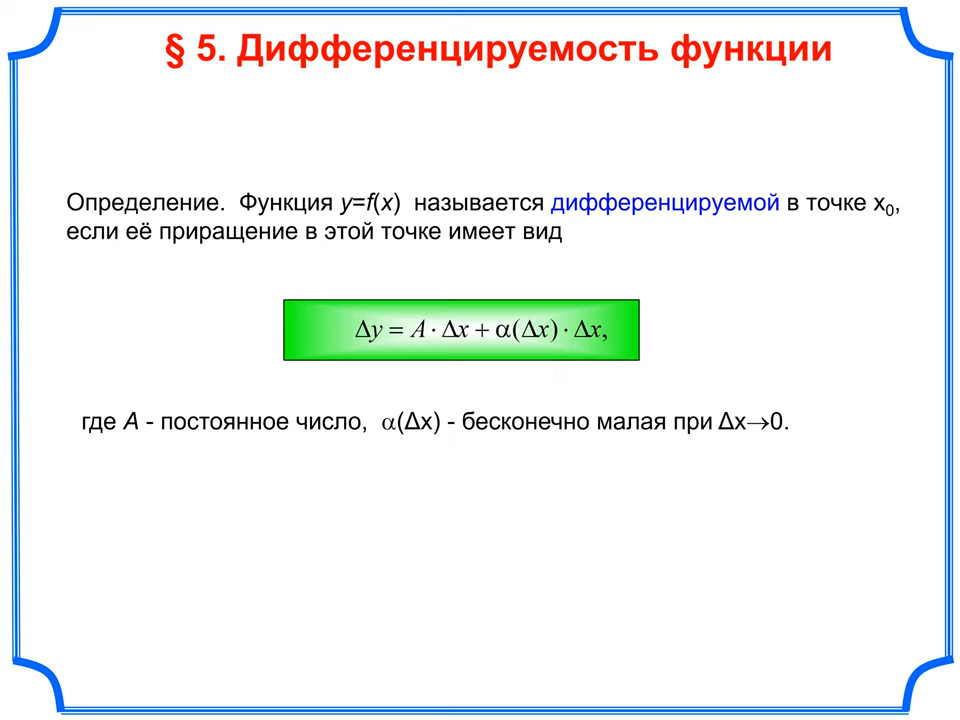 § 5. Дифференцируемость функции
Определение. Функция y=f(x) называется дифференцируемой в точке x₀,
если её приращение в этой точке имеет вид
Δy = A · Δx + α(Δx) · Δx,
где A - постоянное число, α(Δx) - бесконечно малая при Δx→0.